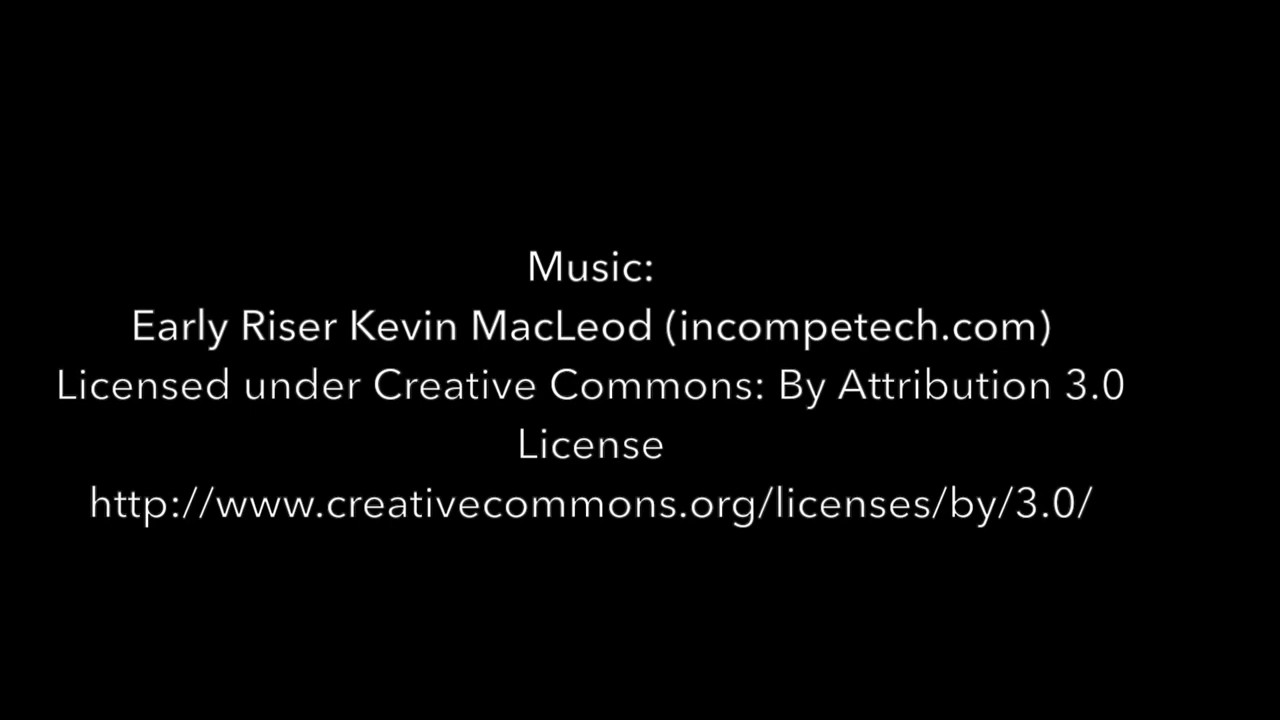 Music:
Early Riser Kevin MacLeod (incompetech.com)
Licensed under Creative Commons: By Attribution 3.0
License
http://www.creativecommons.org/licenses/by/3.0/